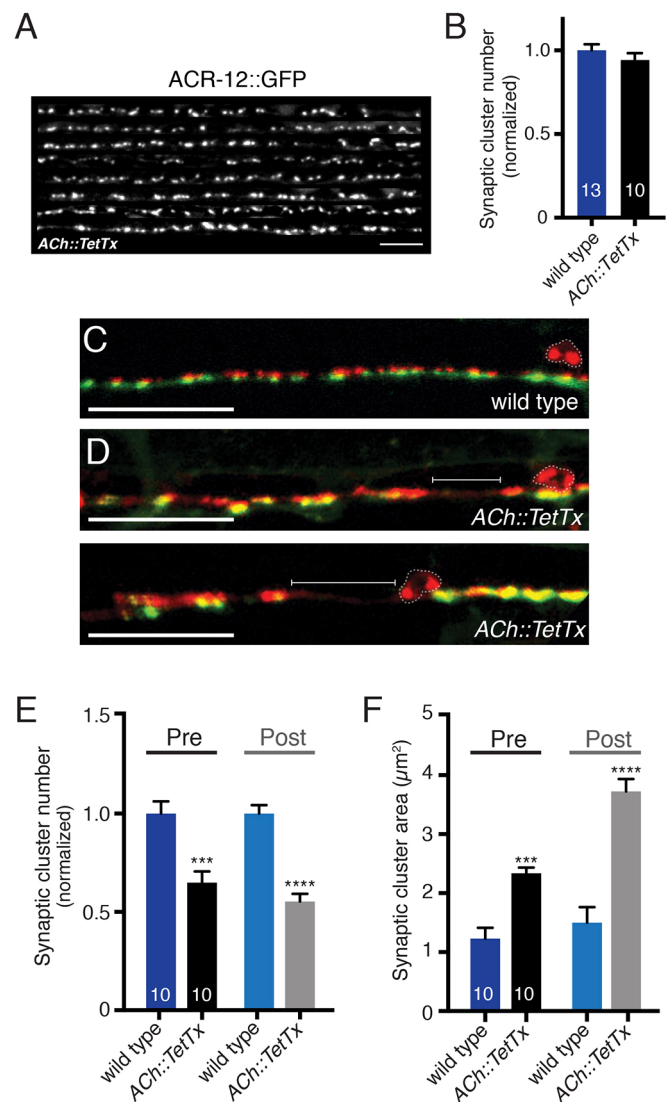 A
ACR-12::GFP
ACh::TetTx
B
Synaptic cluster number
(normalized)
1.0
0.5
0
13
10
wild type
ACh::TetTx
C
wild type
D
ACh::TetTx
ACh::TetTx
E
Synaptic cluster number
(normalized)
1.5
1.0
0.5
0
Pre
Post
***
****
10
10
wild type
ACh::TetTx
wild type
ACh::TetTx
F
Synaptic cluster area (µm²)
5
4
3
2
1
0
Pre
Post
***
****
10
10
wild type
ACh::TetTx
wild type
ACh::TetTx